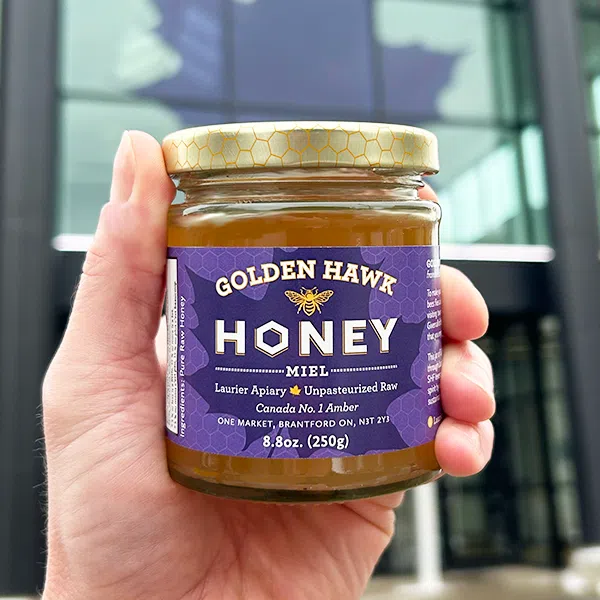 GOLDEN HAWK
HONEY
MIEL
Laurier Apiary Unpasteurized Raw
Canada No. 1 Amber
ONE MARKET, BRANTFORD ON, N3T 2Y3
8.8oz. (250g)
Ingredients: Pure Raw Honey